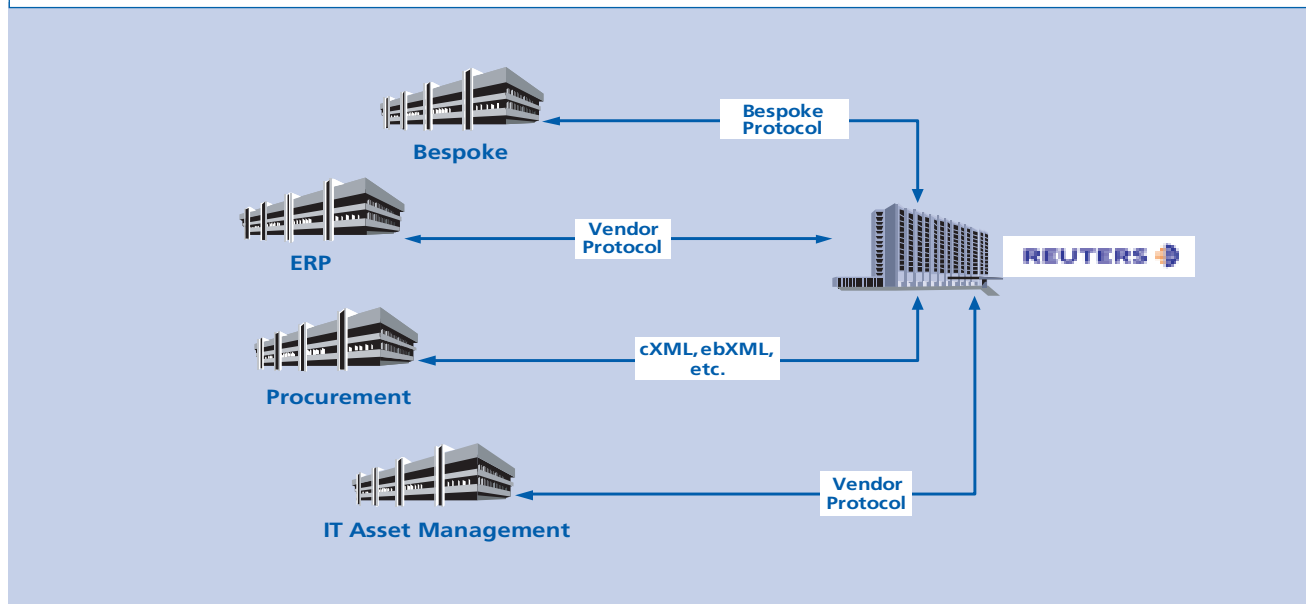 Bespoke
Protocol
Bespoke
Vendor
Protocol
ERP
REUTERS
cXML, ebXML,
etc.
Procurement
Vendor
Protocol
IT Asset Management